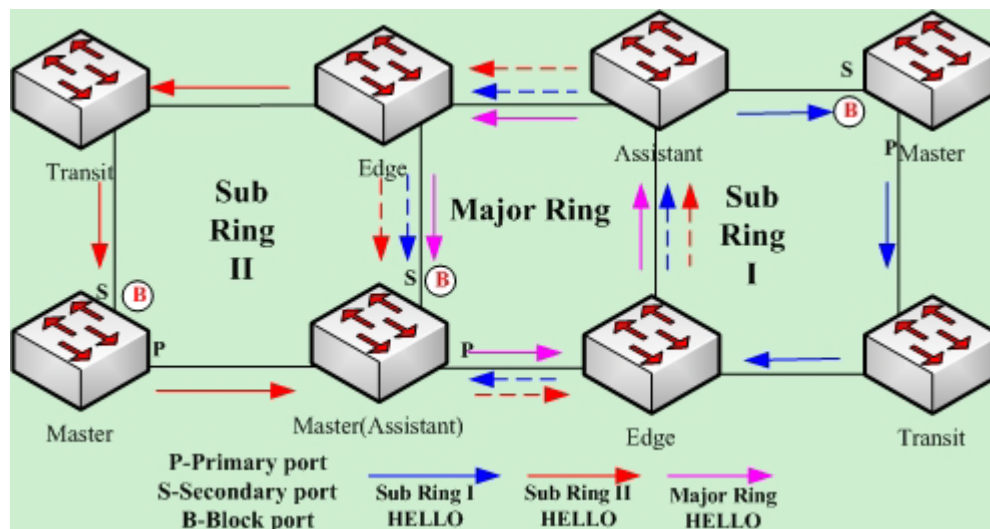 S
B
Transit
Edge
Assistant
P
Master
Sub
Ring
II
Major Ring
Sub
Ring
I
S
B
S
B
P
P
Master
Master(Assistant)
Edge
Transit
P-Primary port
S-Secondary port
B-Block port
Sub Ring I
HELLO
Sub Ring II
HELLO
Major Ring
HELLO